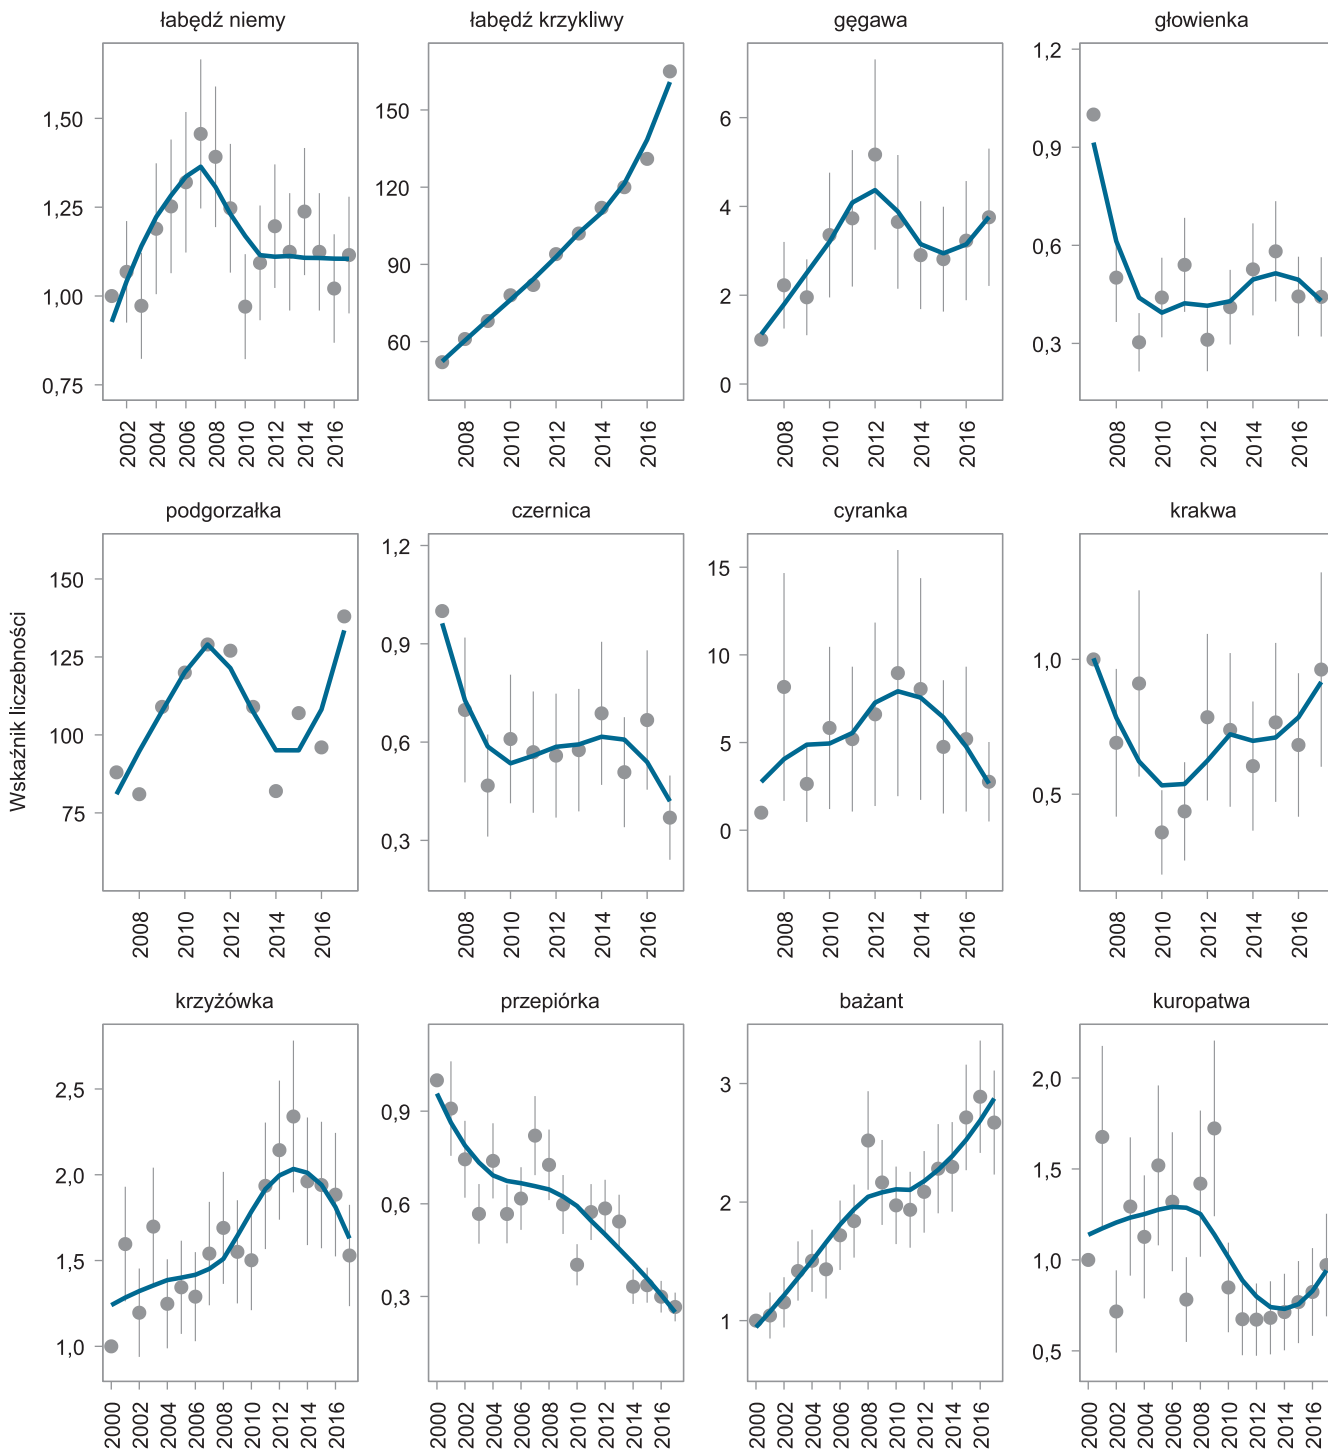 łabędź niemy łabędź krzykliwy gęgawa głowienka
1,50
1,25
1,00
0,75
150
120
90
60
6
4
2
0
1,2
0,9
0,6
0,3
2002 2004 2006 2008 2010 2012 2014 2016
2008 2010 2012 2014 2016
2008 2010 2012 2014 2016
2008 2010 2012 2014 2016
Wskaźnik liczebności
podgorzałka czernica cyranka krakwa
150
125
100
75
1,2
0,9
0,6
0,3
15
10
5
0
1,0
0,5
2008 2010 2012 2014 2016
2008 2010 2012 2014 2016
2008 2010 2012 2014 2016
2008 2010 2012 2014 2016
krzyżówka przepiórka bażant kuropatwa
2,5
2,0
1,5
1,0
0,9
0,6
0,3
3
2
1
2,0
1,5
1,0
0,5
2000 2002 2004 2006 2008 2010 2012 2014 2016
2000 2002 2004 2006 2008 2010 2012 2014 2016
2000 2002 2004 2006 2008 2010 2012 2014 2016
2000 2002 2004 2006 2008 2010 2012 2014 2016